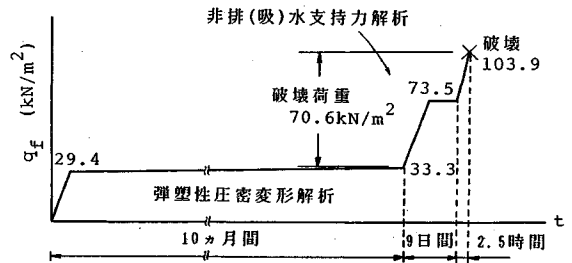 非排(吸)水支持力解析
破壊
103.9
q_f (kN/m²)
破壊荷重
70.6kN/m²
73.5
29.4
33.3
弾塑性圧密変形解析
t
10ヵ月間
9日間
2.5時間